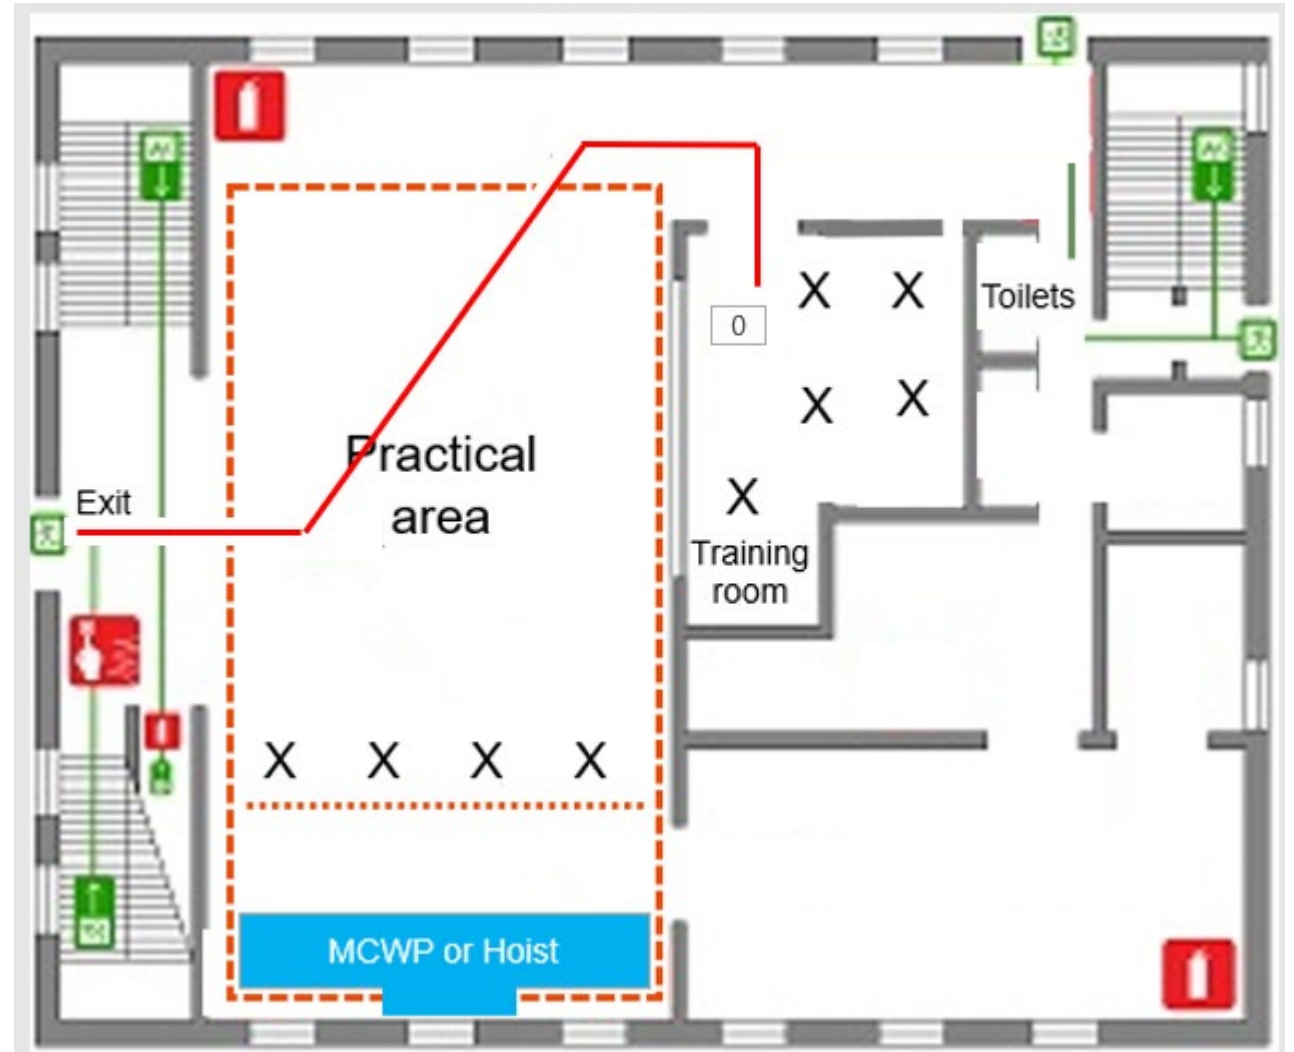 X X
Toilets
0
X X
Practical
area
Exit
X
Training
room
X X X X
MCWP or Hoist